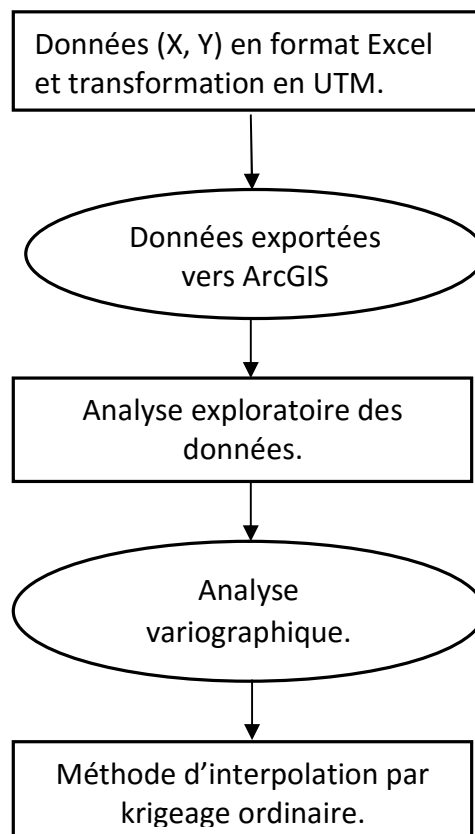 Données (X, Y) en format Excel
et transformation en UTM.
Données exportées
vers ArcGIS
Analyse exploratoire des
données.
Analyse
variographique.
Méthode d’interpolation par
krigeage ordinaire.